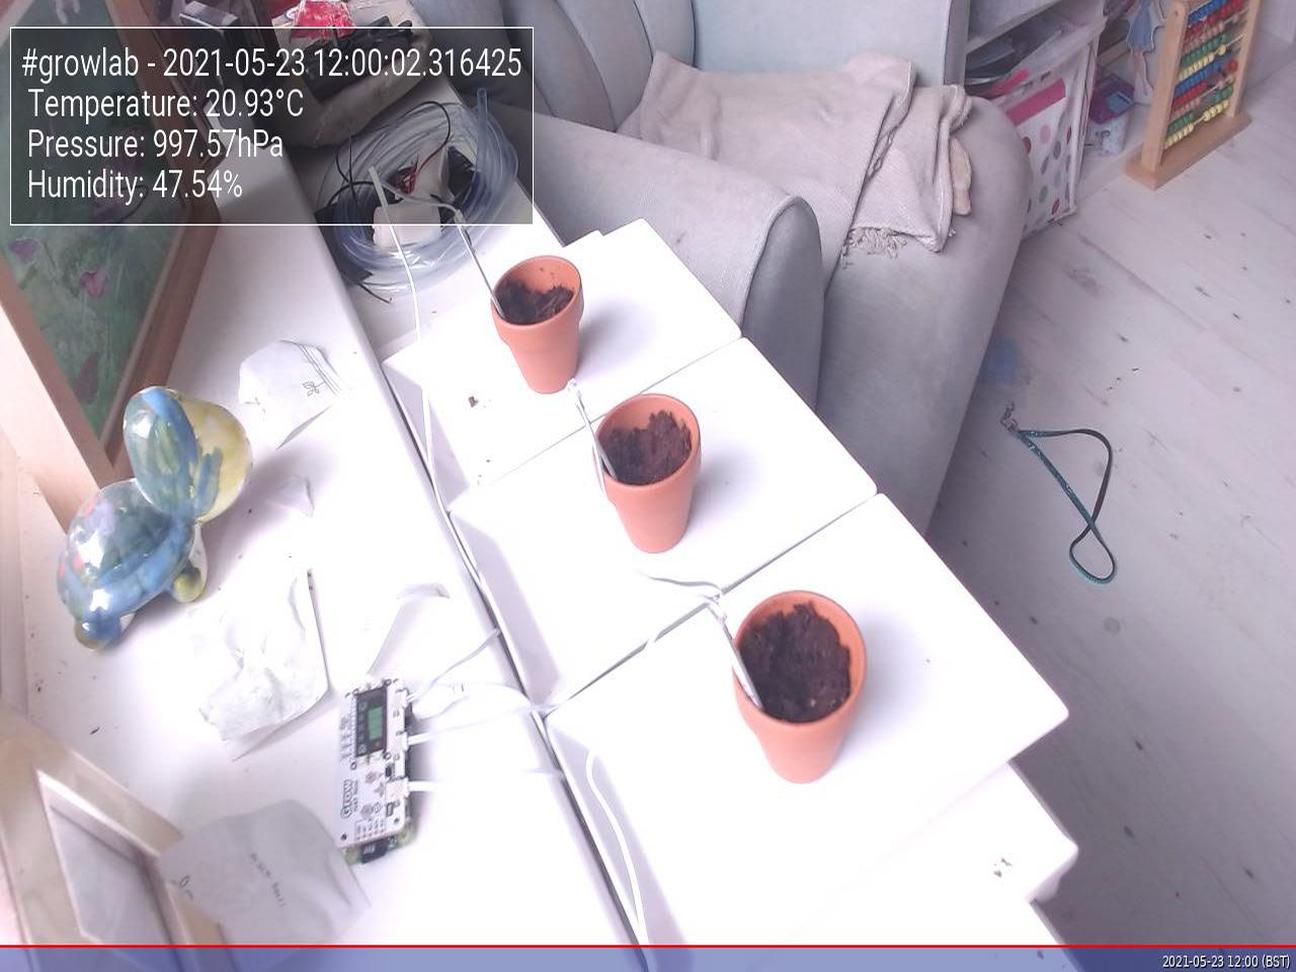 #growlab - 2021-05-23 12:00:02.316425
Temperature: 20.93°C
Pressure: 997.57hPa
Humidity: 47.54%
GROW
2021-05-23 12:00 (BST)